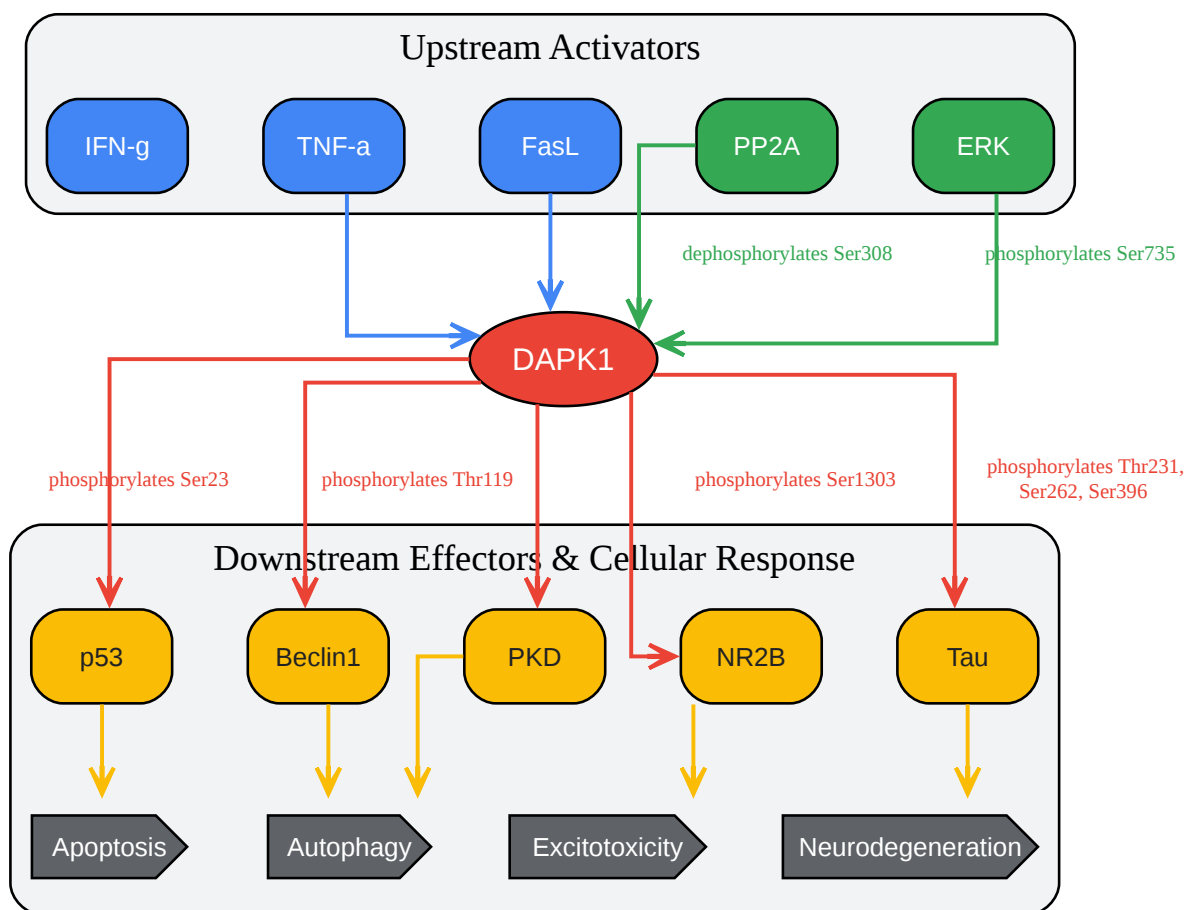 Upstream Activators
IFN-g
TNF-a
FasL
PP2A
ERK
dephosphorylates Ser308
phosphorylates Ser735
DAPK1
phosphorylates Ser23
phosphorylates Thr119
phosphorylates Ser1303
phosphorylates Thr231,
Ser262, Ser396
Downstream Effectors & Cellular Response
p53
Beclin1
PKD
NR2B
Tau
Apoptosis
Autophagy
Excitotoxicity
Neurodegeneration